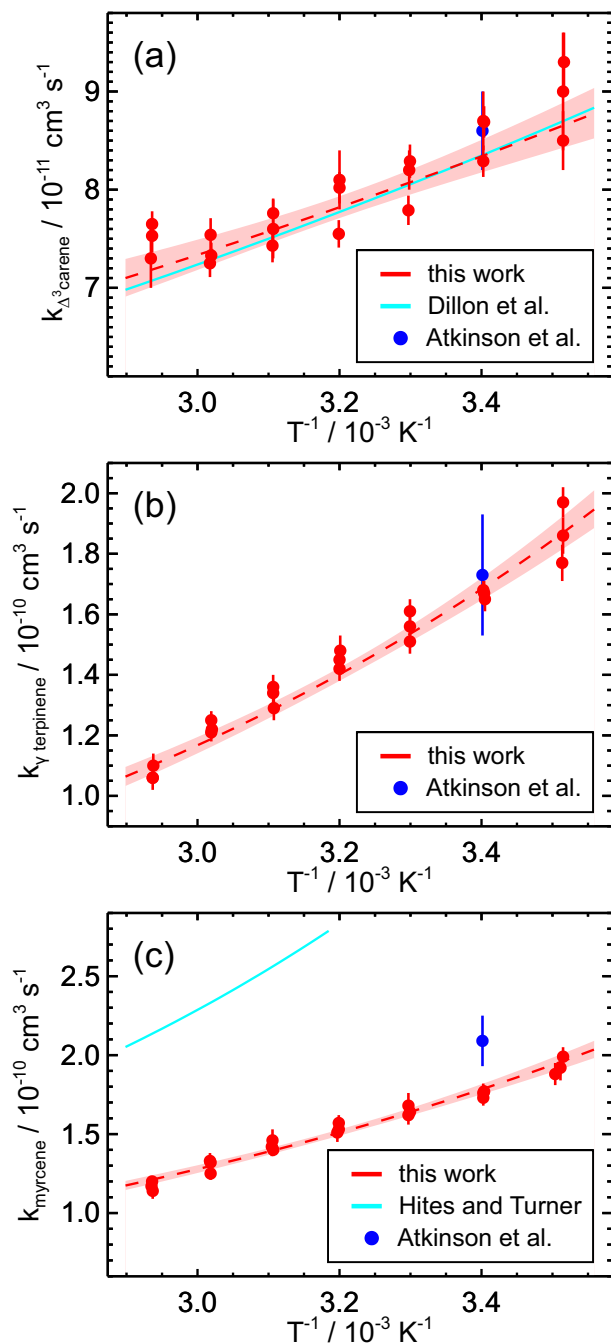 (a)
9
8
7
k_Δ³carene / 10⁻¹¹ cm³ s⁻¹
this work
Dillon et al.
Atkinson et al.
3.0 3.2 3.4
T⁻¹ / 10⁻³ K⁻¹
(b)
2.0
1.8
1.6
1.4
1.2
1.0
k_γ terpinene / 10⁻¹⁰ cm³ s⁻¹
this work
Atkinson et al.
3.0 3.2 3.4
T⁻¹ / 10⁻³ K⁻¹
(c)
2.5
2.0
1.5
1.0
k_myrcene / 10⁻¹⁰ cm³ s⁻¹
this work
Hites and Turner
Atkinson et al.
3.0 3.2 3.4
T⁻¹ / 10⁻³ K⁻¹